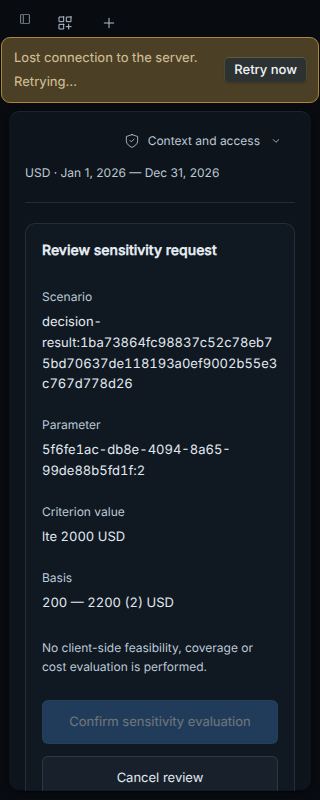 Lost connection to the server.
Retrying...
Retry now
Context and access
USD · Jan 1, 2026 — Dec 31, 2026
Review sensitivity request
Scenario
decision-
result:1ba73864fc98837c52c78eb7
5bd70637de118193a0ef9002b55e3
c767d778d26
Parameter
5f6fe1ac-db8e-4094-8a65-
99de88b5fd1f:2
Criterion value
lte 2000 USD
Basis
200 — 2200 (2) USD
No client-side feasibility, coverage or
cost evaluation is performed.
Confirm sensitivity evaluation
Cancel review